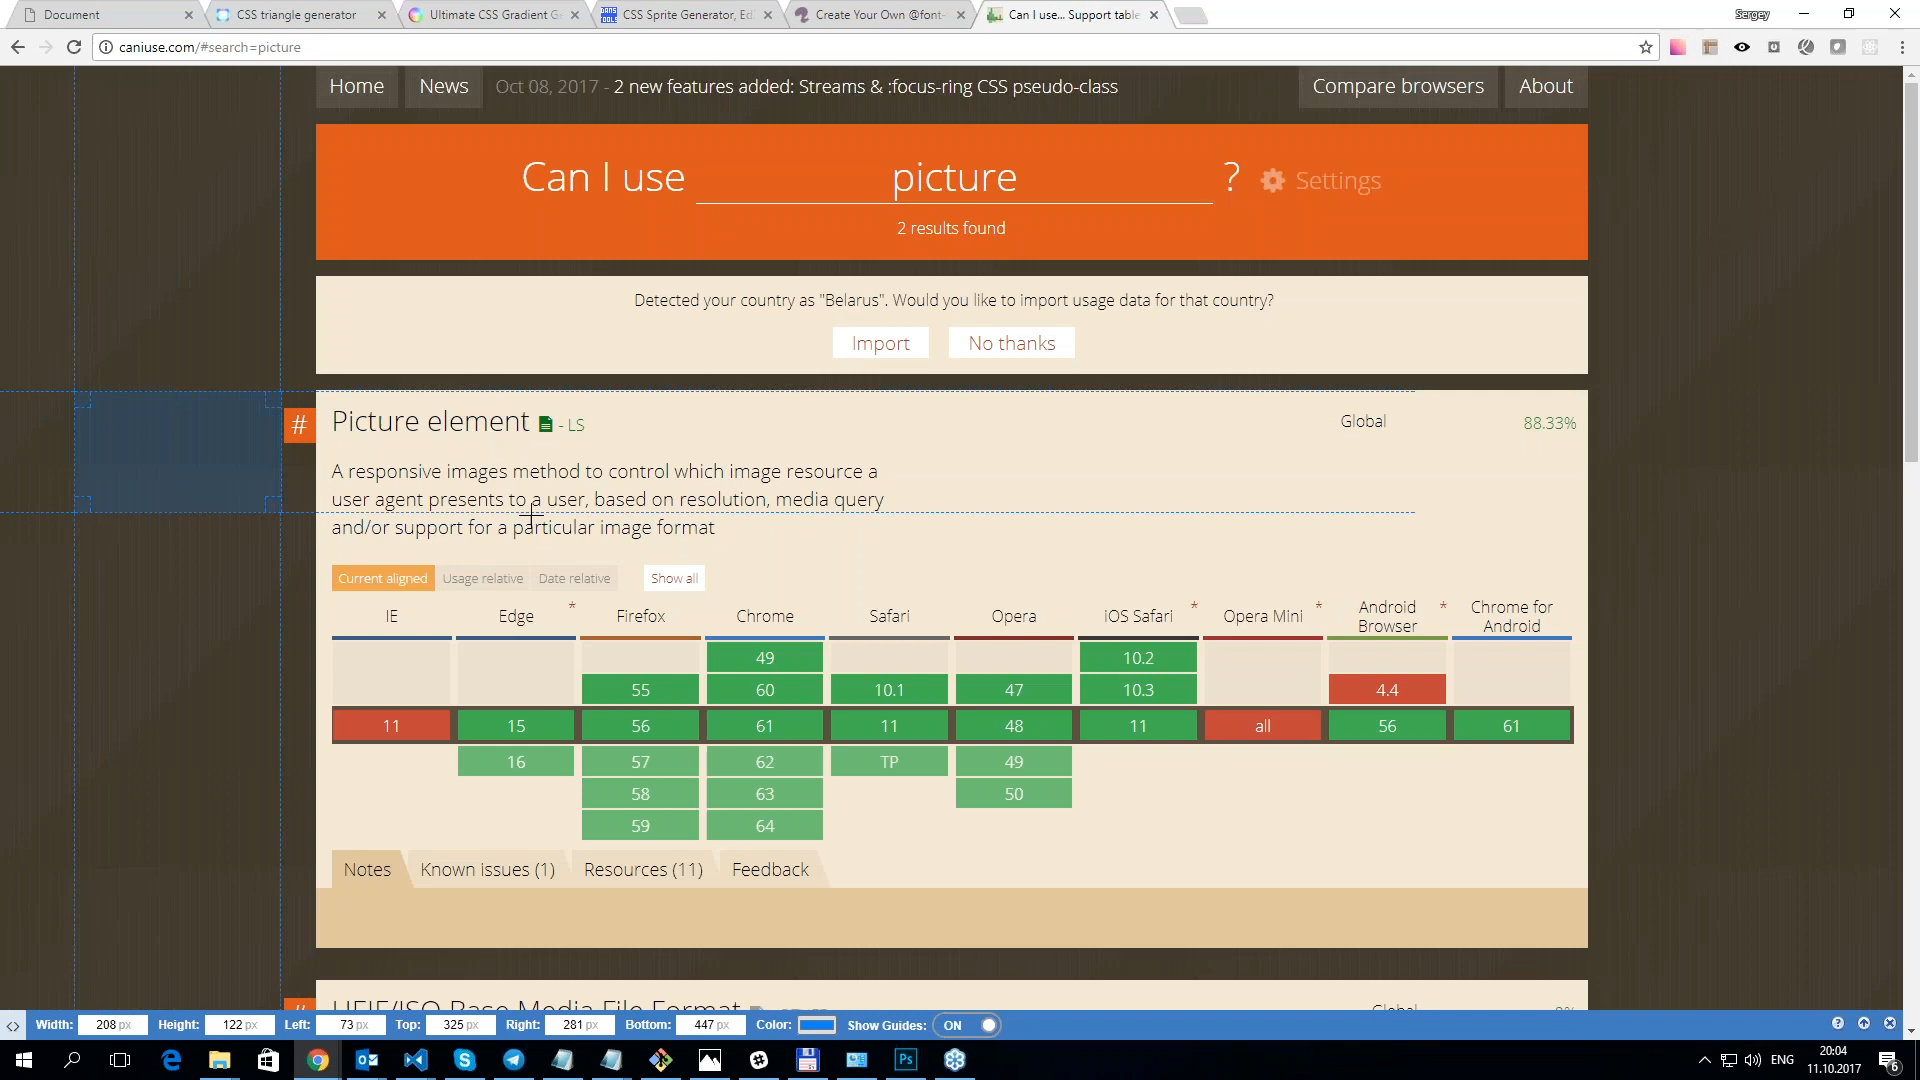 Document
CSS triangle generator
Ultimate CSS Gradient G
CSS Sprite Generator, Ed
Create Your Own @font-
Can I use... Support table
Sergey
caniuse.com/#search=picture
Home
News
Oct 08, 2017 - 2 new features added: Streams & :focus-ring CSS pseudo-class
Compare browsers
About
Can I use picture ?
Settings
2 results found
Detected your country as "Belarus". Would you like to import usage data for that country?
Import
No thanks
#
Picture element - LS
Global
88.33%
A responsive images method to control which image resource a
user agent presents to a user, based on resolution, media query
and/or support for a particular image format
Current aligned
Usage relative
Date relative
Show all
IE
Edge *
Firefox
Chrome
Safari
Opera
iOS Safari *
Opera Mini *
Android Browser *
Chrome for Android
49 10.2
55 60 10.1 47 10.3 4.4
11 15 56 61 11 48 11 all 56 61
16 57 62 TP 49
58 63 50
59 64
Notes
Known issues (1)
Resources (11)
Feedback
HEIF/ISO Base Media File Format
Global
Width: 208 px
Height: 122 px
Left: 73 px
Top: 325 px
Right: 281 px
Bottom: 447 px
Color:
Show Guides: ON
ENG
20:04
11.10.2017
6